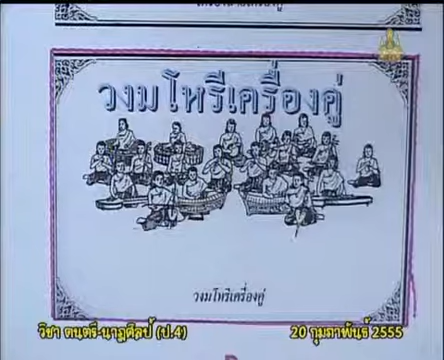 วงมโหรีเครื่องคู่
วงมโหรีเครื่องคู่
วิชา ดนตรี-นาฏศิลป์ (ป.4)
20 กุมภาพันธ์ 2555